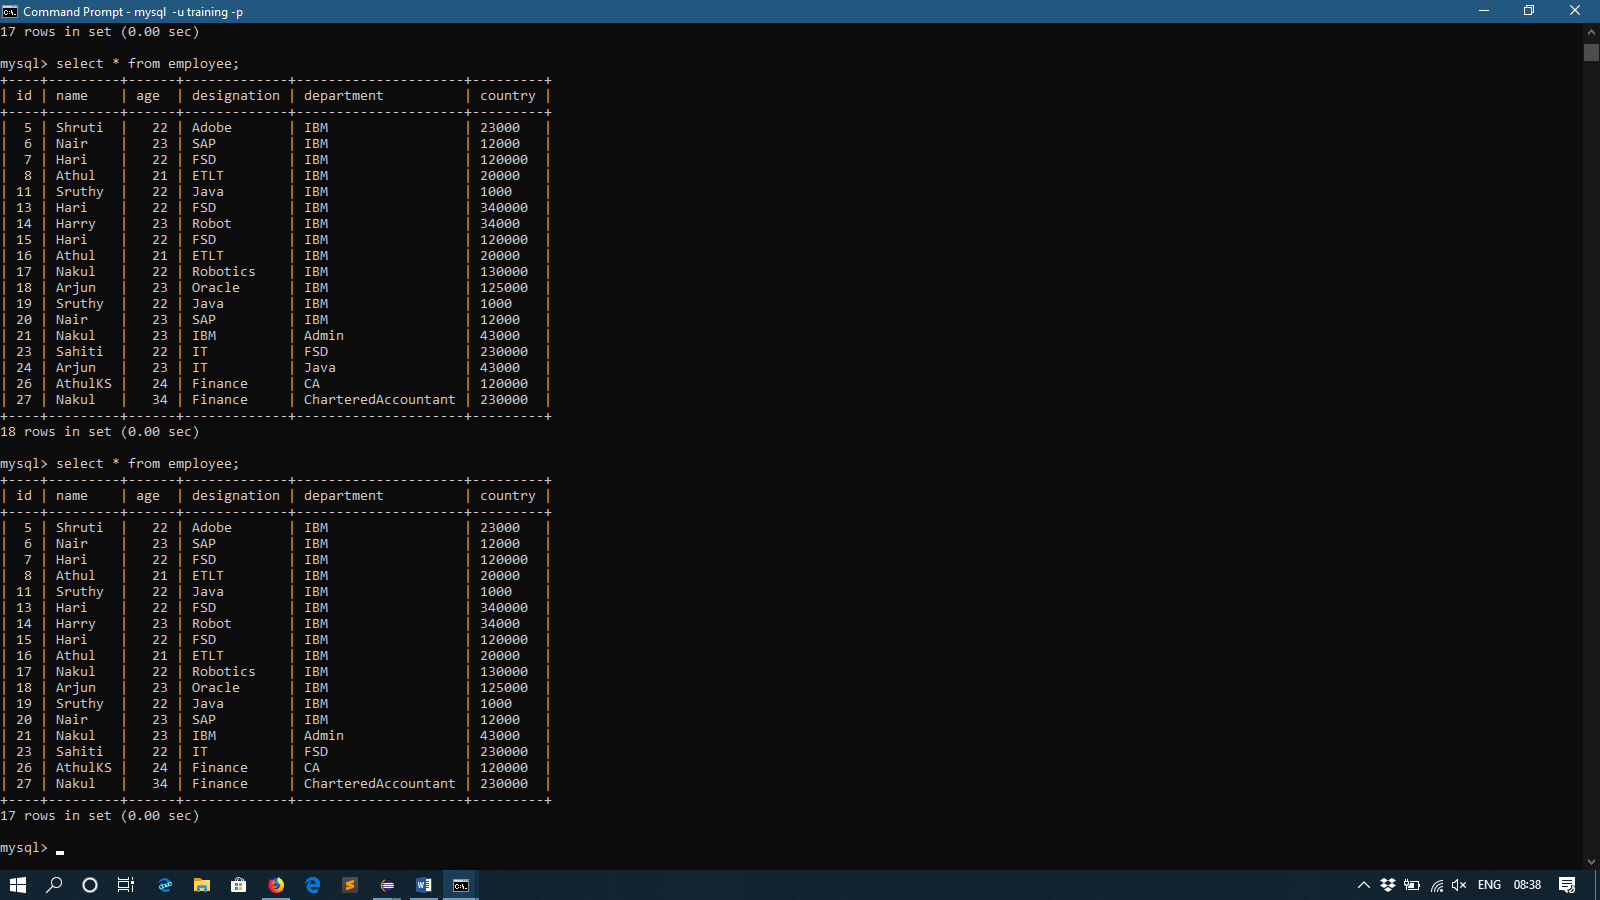 Command Prompt - mysql  -u training -p
17 rows in set (0.00 sec)
mysql> select * from employee;
+----+---------+------+-------------+---------------------+---------+
| id | name    | age  | designation | department          | country |
+----+---------+------+-------------+---------------------+---------+
|  5 | Shruti  |   22 | Adobe       | IBM                 | 23000   |
|  6 | Nair    |   23 | SAP         | IBM                 | 12000   |
|  7 | Hari    |   22 | FSD         | IBM                 | 120000  |
|  8 | Athul   |   21 | ETLT        | IBM                 | 20000   |
| 11 | Sruthy  |   22 | Java        | IBM                 | 1000    |
| 13 | Hari    |   22 | FSD         | IBM                 | 340000  |
| 14 | Harry   |   23 | Robot       | IBM                 | 34000   |
| 15 | Hari    |   22 | FSD         | IBM                 | 120000  |
| 16 | Athul   |   21 | ETLT        | IBM                 | 20000   |
| 17 | Nakul   |   22 | Robotics    | IBM                 | 130000  |
| 18 | Arjun   |   23 | Oracle      | IBM                 | 125000  |
| 19 | Sruthy  |   22 | Java        | IBM                 | 1000    |
| 20 | Nair    |   23 | SAP         | IBM                 | 12000   |
| 21 | Nakul   |   23 | IBM         | Admin               | 43000   |
| 23 | Sahiti  |   22 | IT          | FSD                 | 230000  |
| 24 | Arjun   |   23 | IT          | Java                | 43000   |
| 26 | AthulKS |   24 | Finance     | CA                  | 120000  |
| 27 | Nakul   |   34 | Finance     | CharteredAccountant | 230000  |
+----+---------+------+-------------+---------------------+---------+
18 rows in set (0.00 sec)
mysql> select * from employee;
+----+---------+------+-------------+---------------------+---------+
| id | name    | age  | designation | department          | country |
+----+---------+------+-------------+---------------------+---------+
|  5 | Shruti  |   22 | Adobe       | IBM                 | 23000   |
|  6 | Nair    |   23 | SAP         | IBM                 | 12000   |
|  7 | Hari    |   22 | FSD         | IBM                 | 120000  |
|  8 | Athul   |   21 | ETLT        | IBM                 | 20000   |
| 11 | Sruthy  |   22 | Java        | IBM                 | 1000    |
| 13 | Hari    |   22 | FSD         | IBM                 | 340000  |
| 14 | Harry   |   23 | Robot       | IBM                 | 34000   |
| 15 | Hari    |   22 | FSD         | IBM                 | 120000  |
| 16 | Athul   |   21 | ETLT        | IBM                 | 20000   |
| 17 | Nakul   |   22 | Robotics    | IBM                 | 130000  |
| 18 | Arjun   |   23 | Oracle      | IBM                 | 125000  |
| 19 | Sruthy  |   22 | Java        | IBM                 | 1000    |
| 20 | Nair    |   23 | SAP         | IBM                 | 12000   |
| 21 | Nakul   |   23 | IBM         | Admin               | 43000   |
| 23 | Sahiti  |   22 | IT          | FSD                 | 230000  |
| 26 | AthulKS |   24 | Finance     | CA                  | 120000  |
| 27 | Nakul   |   34 | Finance     | CharteredAccountant | 230000  |
+----+---------+------+-------------+---------------------+---------+
17 rows in set (0.00 sec)
mysql> _
ENG 08:38